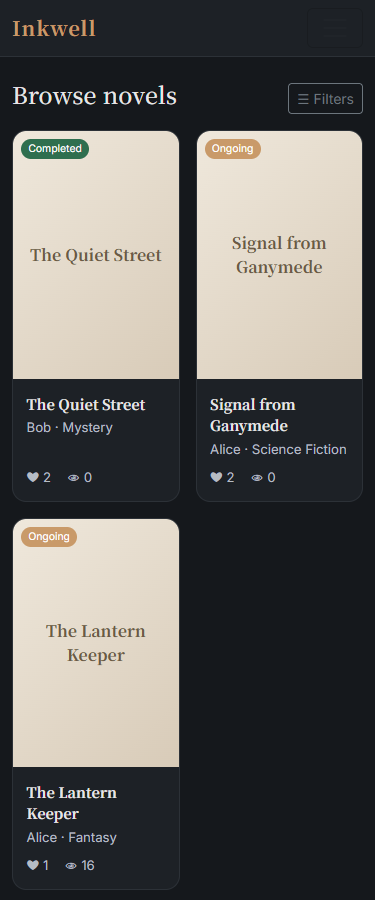 Inkwell
Browse novels
☰ Filters
Completed
The Quiet Street
The Quiet Street
Bob · Mystery
2 0
Ongoing
Signal from
Ganymede
Signal from
Ganymede
Alice · Science Fiction
2 0
Ongoing
The Lantern
Keeper
The Lantern
Keeper
Alice · Fantasy
1 16